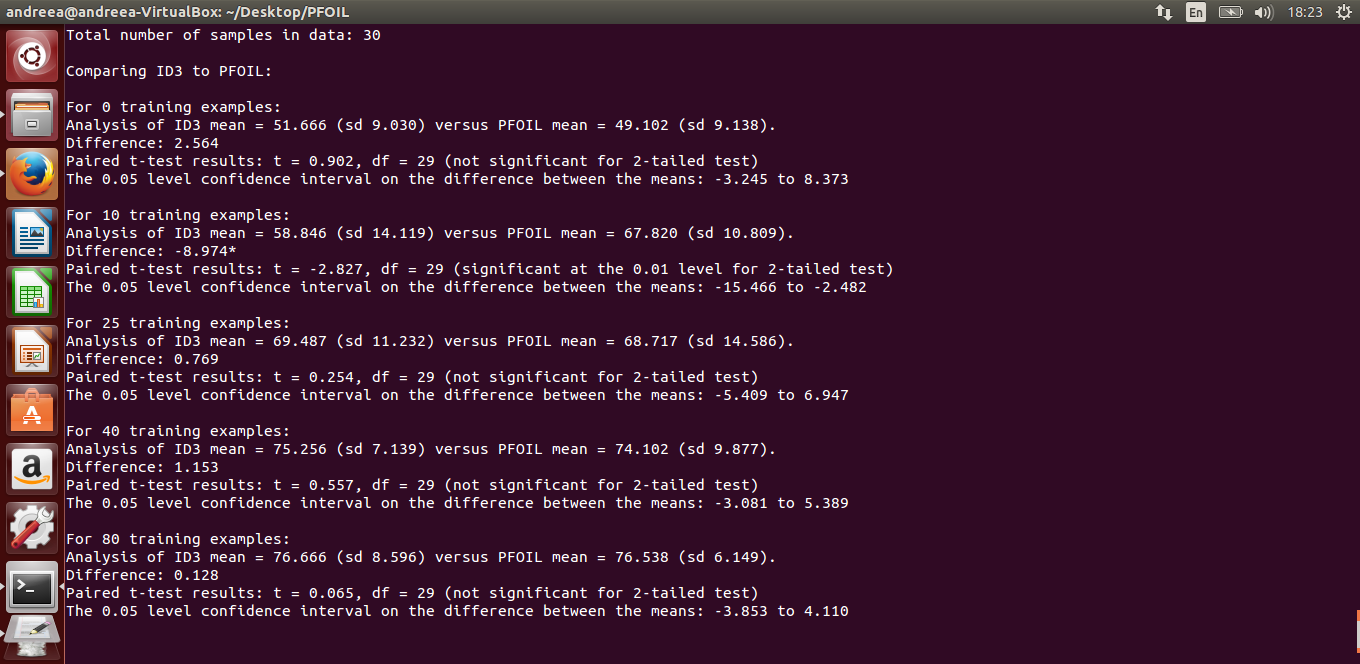 andreea@andreea-VirtualBox: ~/Desktop/PFOIL
En
18:23
Total number of samples in data: 30
Comparing ID3 to PFOIL:
For 0 training examples:
Analysis of ID3 mean = 51.666 (sd 9.030) versus PFOIL mean = 49.102 (sd 9.138).
Difference: 2.564
Paired t-test results: t = 0.902, df = 29 (not significant for 2-tailed test)
The 0.05 level confidence interval on the difference between the means: -3.245 to 8.373
For 10 training examples:
Analysis of ID3 mean = 58.846 (sd 14.119) versus PFOIL mean = 67.820 (sd 10.809).
Difference: -8.974*
Paired t-test results: t = -2.827, df = 29 (significant at the 0.01 level for 2-tailed test)
The 0.05 level confidence interval on the difference between the means: -15.466 to -2.482
For 25 training examples:
Analysis of ID3 mean = 69.487 (sd 11.232) versus PFOIL mean = 68.717 (sd 14.586).
Difference: 0.769
Paired t-test results: t = 0.254, df = 29 (not significant for 2-tailed test)
The 0.05 level confidence interval on the difference between the means: -5.409 to 6.947
For 40 training examples:
Analysis of ID3 mean = 75.256 (sd 7.139) versus PFOIL mean = 74.102 (sd 9.877).
Difference: 1.153
Paired t-test results: t = 0.557, df = 29 (not significant for 2-tailed test)
The 0.05 level confidence interval on the difference between the means: -3.081 to 5.389
For 80 training examples:
Analysis of ID3 mean = 76.666 (sd 8.596) versus PFOIL mean = 76.538 (sd 6.149).
Difference: 0.128
Paired t-test results: t = 0.065, df = 29 (not significant for 2-tailed test)
The 0.05 level confidence interval on the difference between the means: -3.853 to 4.110